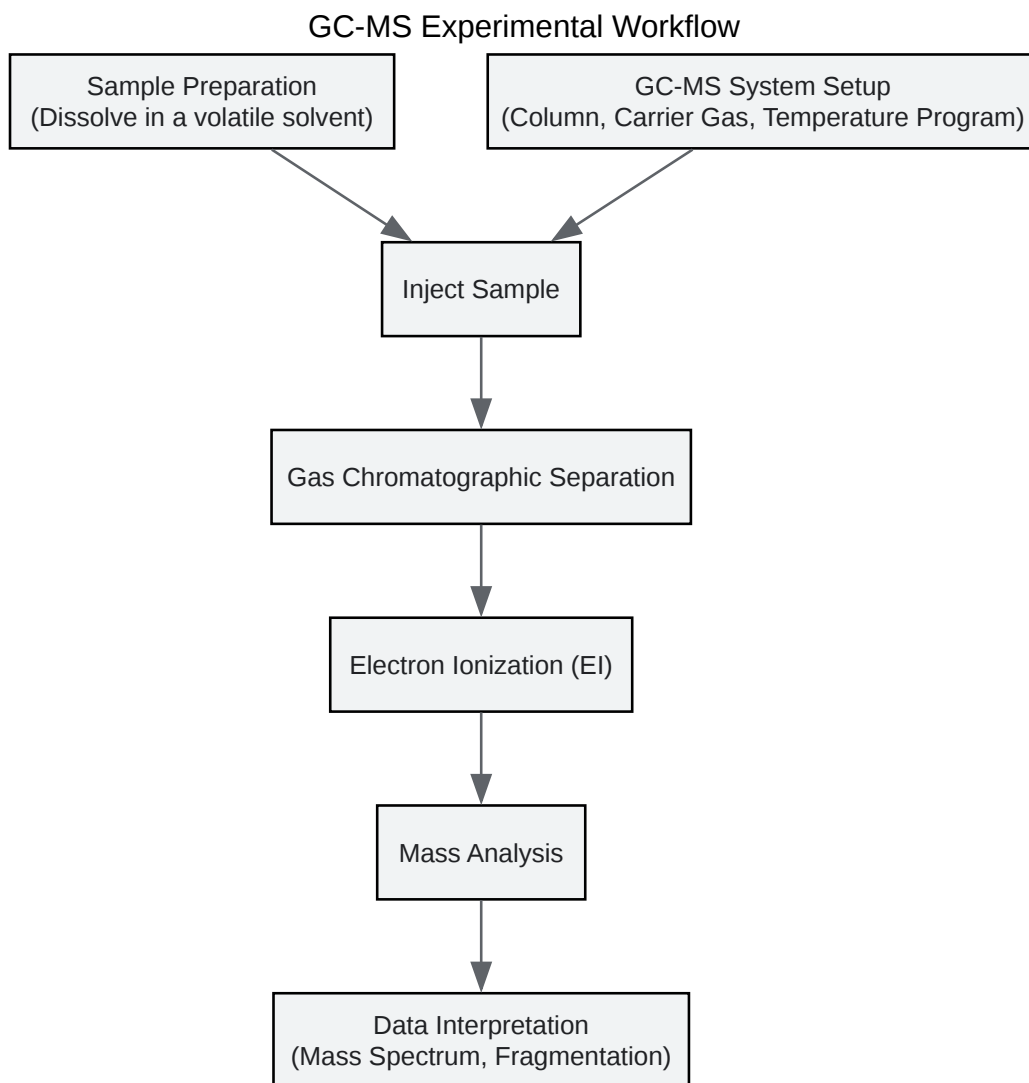 GC-MS Experimental Workflow
Sample Preparation
(Dissolve in a volatile solvent)
GC-MS System Setup
(Column, Carrier Gas, Temperature Program)
Inject Sample
Gas Chromatographic Separation
Electron Ionization (EI)
Mass Analysis
Data Interpretation
(Mass Spectrum, Fragmentation)